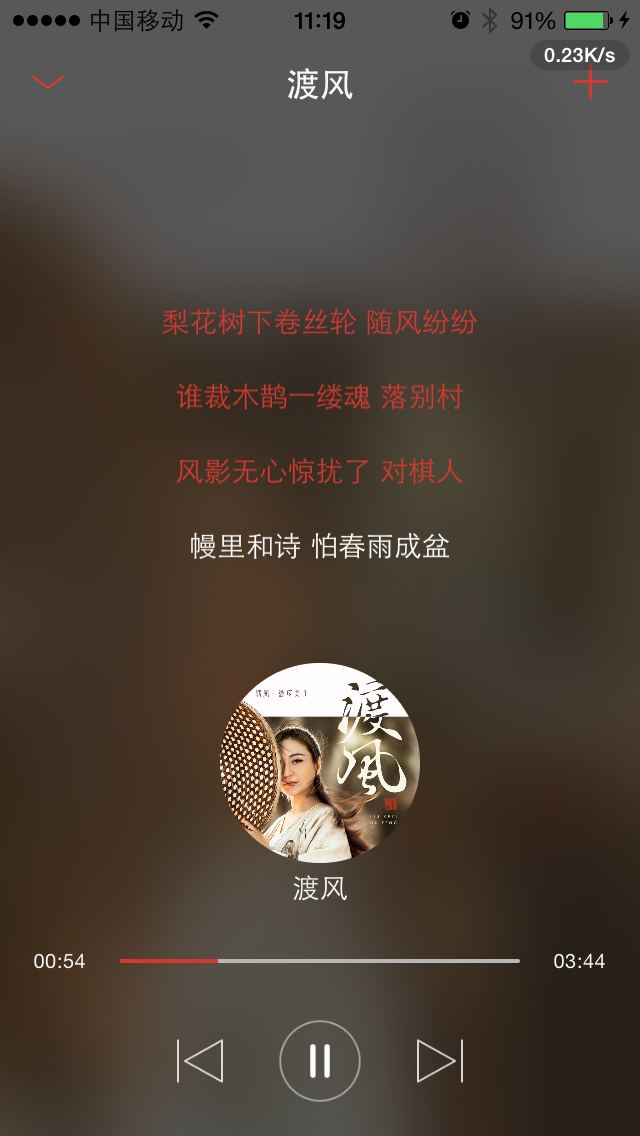 中国移动 11:19 91%
0.23K/s
渡风
梨花树下卷丝轮 随风纷纷
谁裁木鹊一缕魂 落别村
风影无心惊扰了 对棋人
幔里和诗 怕春雨成盆
渡風
渡风
00:54 03:44